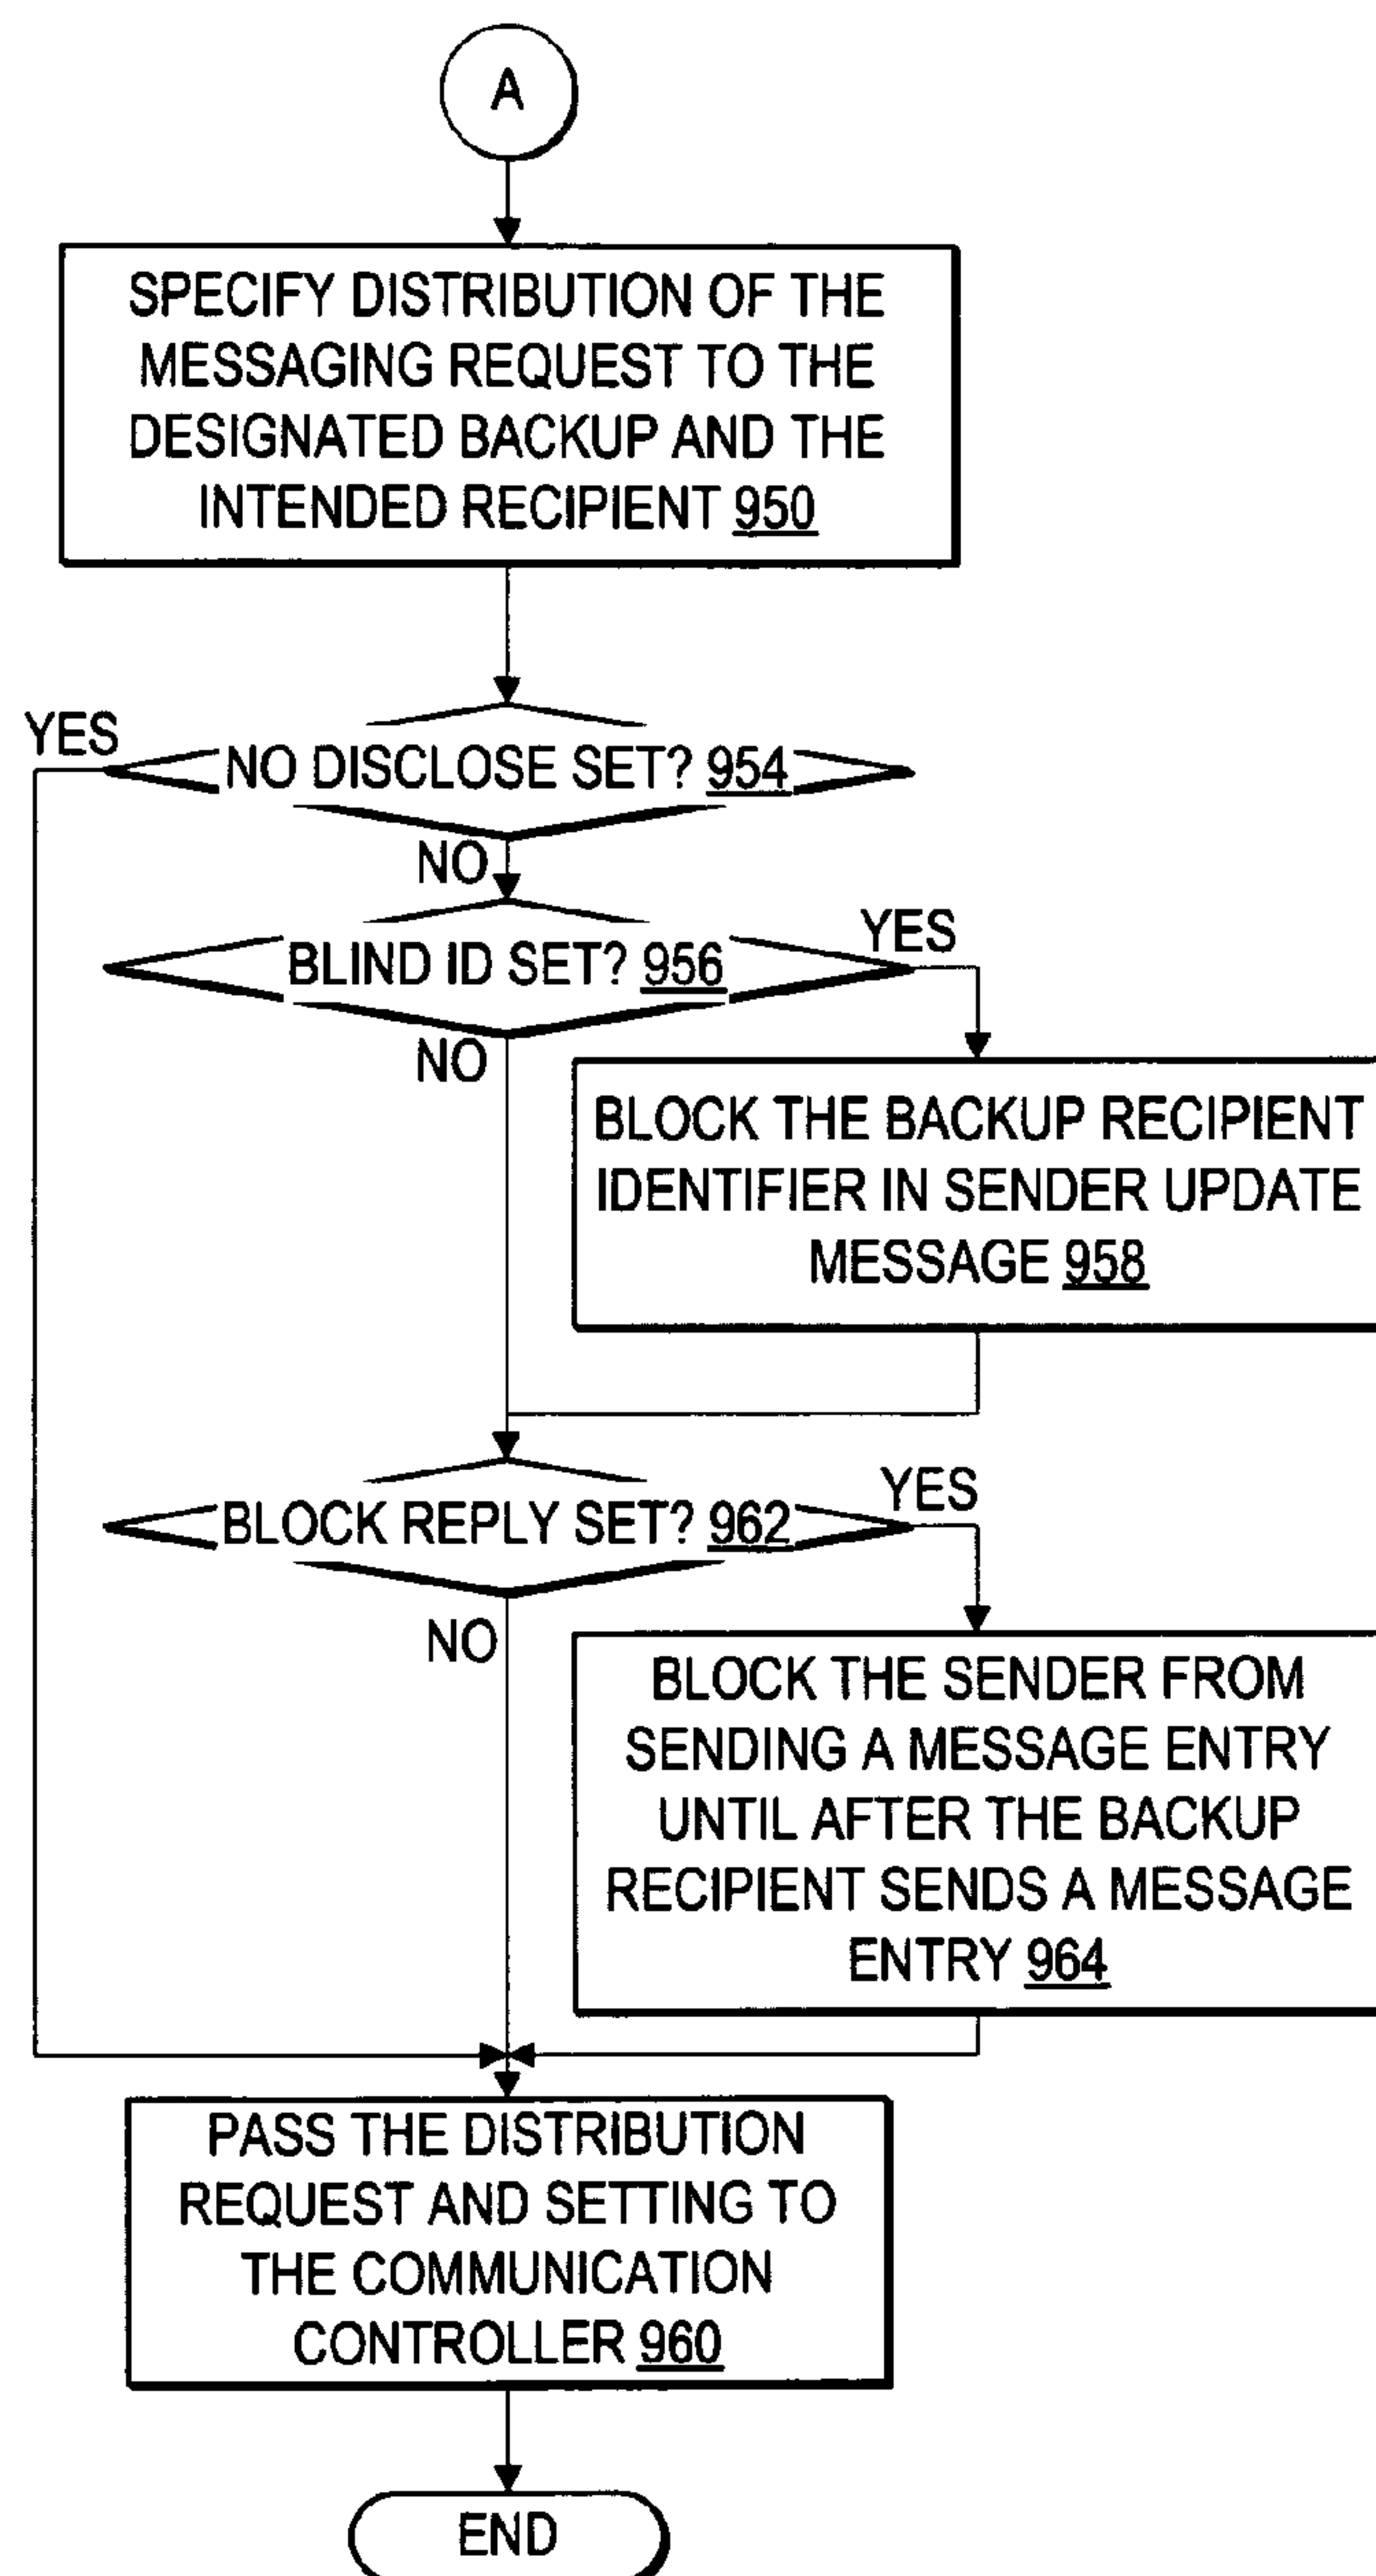 A
SPECIFY DISTRIBUTION OF THE
MESSAGING REQUEST TO THE
DESIGNATED BACKUP AND THE
INTENDED RECIPIENT 950
YES
NO DISCLOSE SET? 954
NO
YES
BLIND ID SET? 956
NO
BLOCK THE BACKUP RECIPIENT
IDENTIFIER IN SENDER UPDATE
MESSAGE 958
YES
BLOCK REPLY SET? 962
NO
BLOCK THE SENDER FROM
SENDING A MESSAGE ENTRY
UNTIL AFTER THE BACKUP
RECIPIENT SENDS A MESSAGE
ENTRY 964
PASS THE DISTRIBUTION
REQUEST AND SETTING TO
THE COMMUNICATION
CONTROLLER 960
END